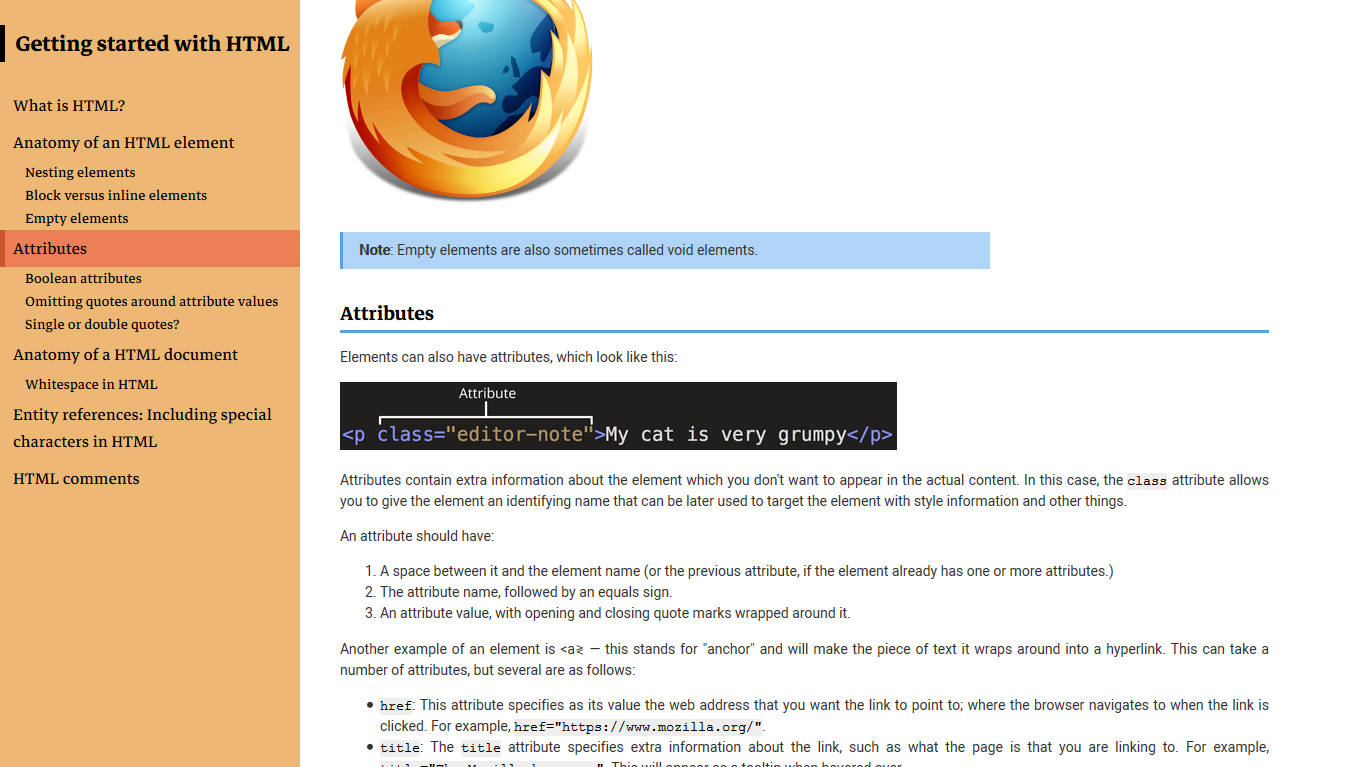 Getting started with HTML
What is HTML?
Anatomy of an HTML element
Nesting elements
Block versus inline elements
Empty elements
Attributes
Boolean attributes
Omitting quotes around attribute values
Single or double quotes?
Anatomy of a HTML document
Whitespace in HTML
Entity references: Including special
characters in HTML
HTML comments
Note: Empty elements are also sometimes called void elements.
Attributes
Elements can also have attributes, which look like this:
Attribute
<p class="editor-note">My cat is very grumpy</p>
Attributes contain extra information about the element which you don't want to appear in the actual content. In this case, the class attribute allows
you to give the element an identifying name that can be later used to target the element with style information and other things.
An attribute should have:
1. A space between it and the element name (or the previous attribute, if the element already has one or more attributes.)
2. The attribute name, followed by an equals sign.
3. An attribute value, with opening and closing quote marks wrapped around it.
Another example of an element is <a≷ — this stands for "anchor" and will make the piece of text it wraps around into a hyperlink. This can take a
number of attributes, but several are as follows:
• href: This attribute specifies as its value the web address that you want the link to point to; where the browser navigates to when the link is
clicked. For example, href="https://www.mozilla.org/".
• title: The title attribute specifies extra information about the link, such as what the page is that you are linking to. For example,
title="The Mozilla homepage". This will appear as a tooltip when hovered over.